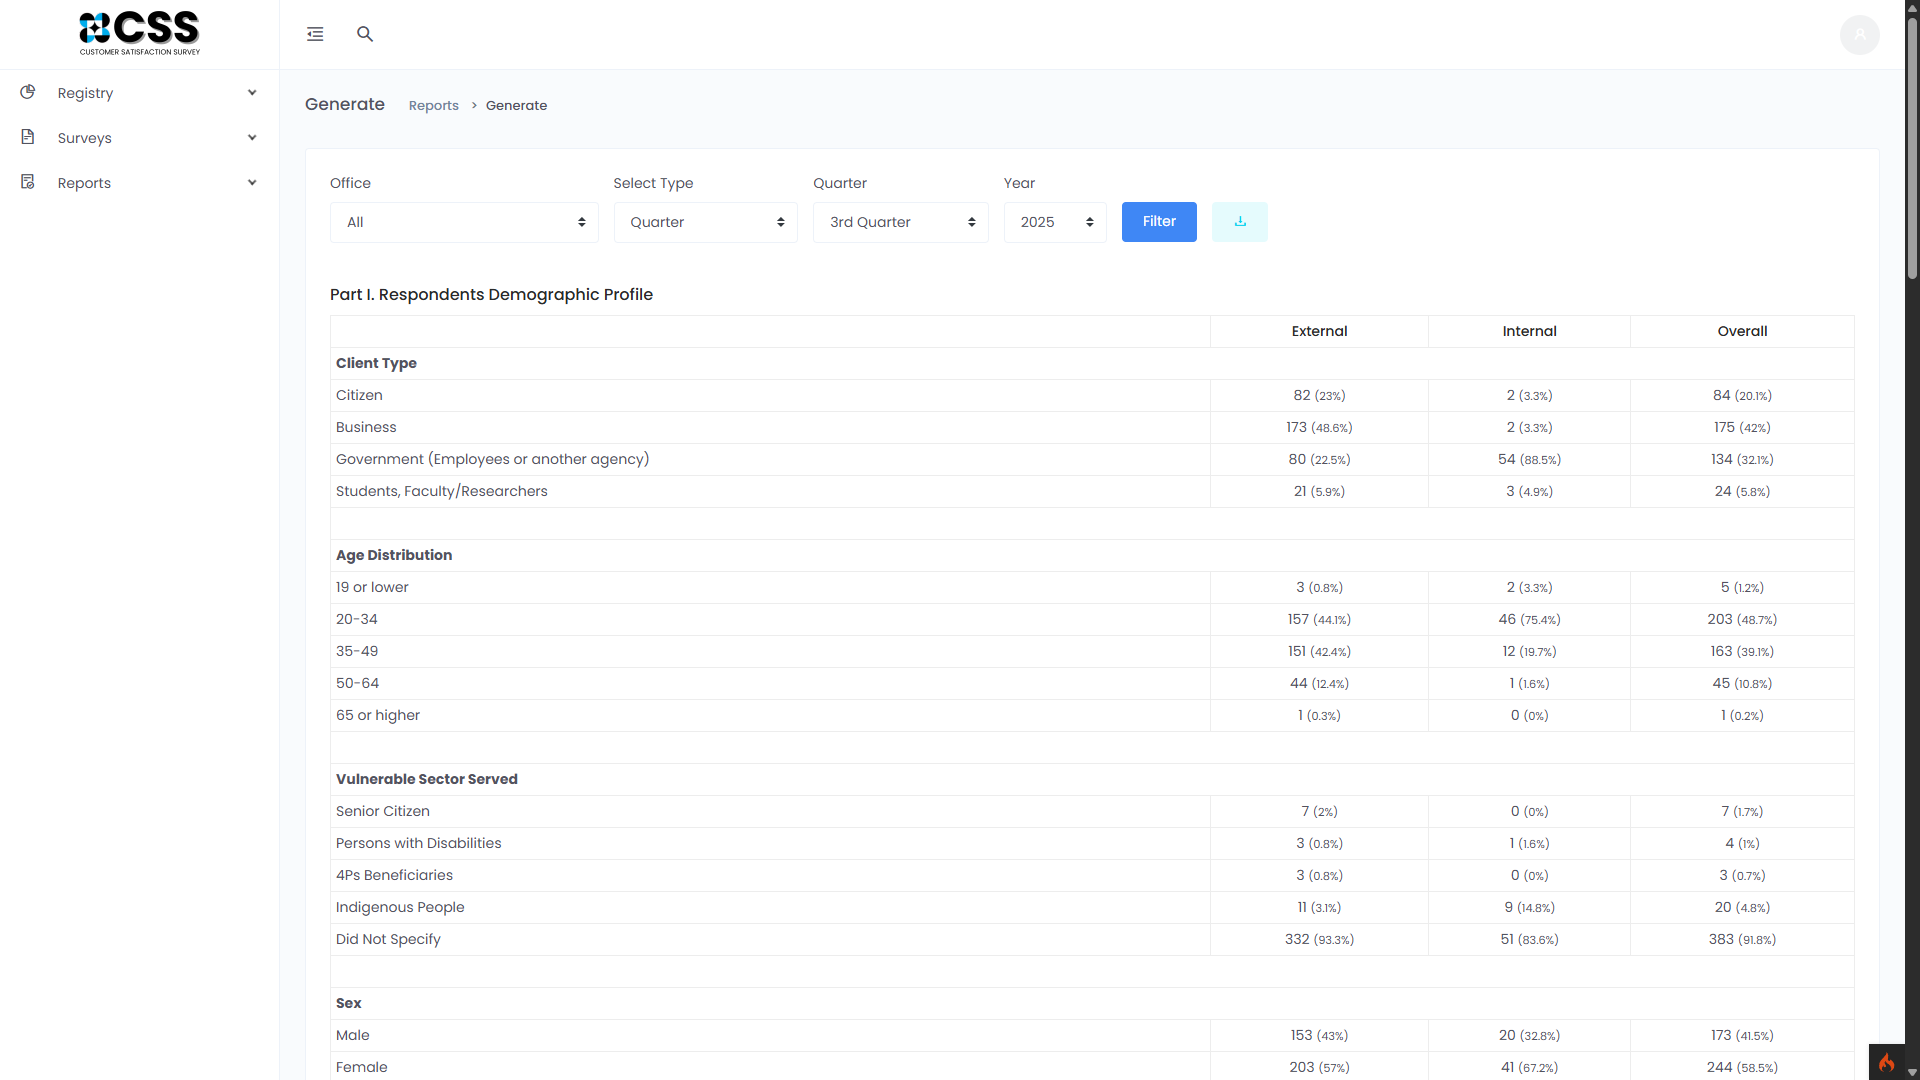 CSS
CUSTOMER SATISFACTION SURVEY
Registry
Surveys
Reports
Generate Reports > Generate
Office Select Type Quarter Year
All Quarter 3rd Quarter 2025 Filter
Part I. Respondents Demographic Profile
External Internal Overall
Client Type
Citizen 82 (23%) 2 (3.3%) 84 (20.1%)
Business 173 (48.6%) 2 (3.3%) 175 (42%)
Government (Employees or another agency) 80 (22.5%) 54 (88.5%) 134 (32.1%)
Students, Faculty/Researchers 21 (5.9%) 3 (4.9%) 24 (5.8%)
Age Distribution
19 or lower 3 (0.8%) 2 (3.3%) 5 (1.2%)
20-34 157 (44.1%) 46 (75.4%) 203 (48.7%)
35-49 151 (42.4%) 12 (19.7%) 163 (39.1%)
50-64 44 (12.4%) 1 (1.6%) 45 (10.8%)
65 or higher 1 (0.3%) 0 (0%) 1 (0.2%)
Vulnerable Sector Served
Senior Citizen 7 (2%) 0 (0%) 7 (1.7%)
Persons with Disabilities 3 (0.8%) 1 (1.6%) 4 (1%)
4Ps Beneficiaries 3 (0.8%) 0 (0%) 3 (0.7%)
Indigenous People 11 (3.1%) 9 (14.8%) 20 (4.8%)
Did Not Specify 332 (93.3%) 51 (83.6%) 383 (91.8%)
Sex
Male 153 (43%) 20 (32.8%) 173 (41.5%)
Female 203 (57%) 41 (67.2%) 244 (58.5%)